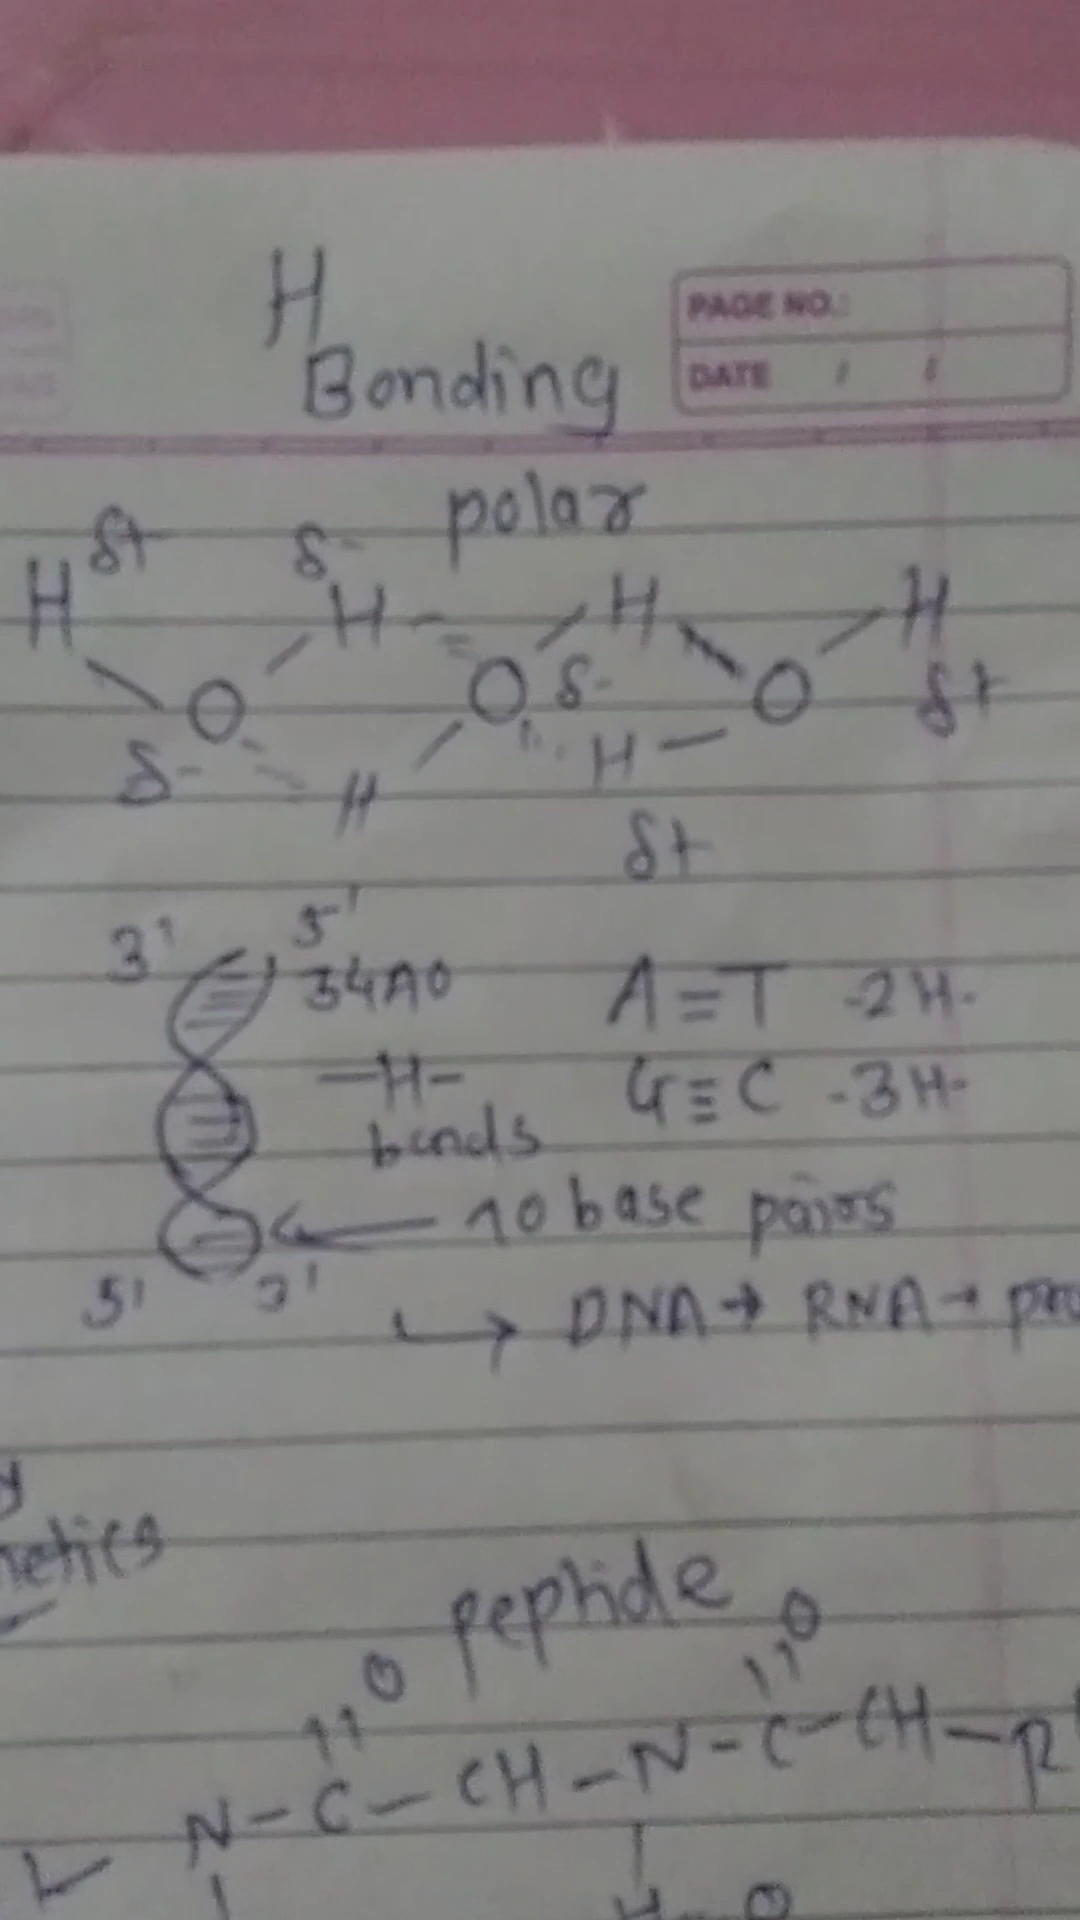 H
Bonding
PAGE NO.:
DATE / /
polar
H δ+ δ- H H H
O O δ- O δ+
δ- H H
δ+
3' 5'
34A0 A=T -2H-
-H- G≡C -3H-
bonds
10 base pairs
5' 3'
→ DNA → RNA →
peptide
O O
N-C-CH-N-C-CH-R
H O